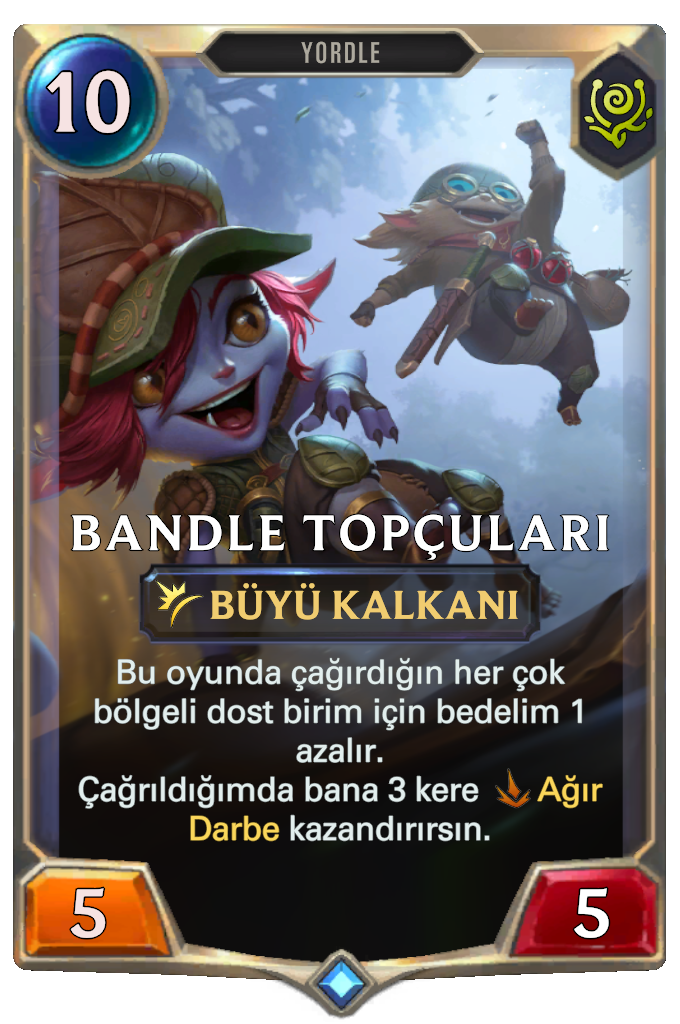 10
YORDLE
BANDLE TOPÇULARI
BÜYÜ KALKANI
Bu oyunda çağırdığın her çok
bölgeli dost birim için bedelim 1
azalır.
Çağrıldığımda bana 3 kere Ağır
Darbe kazandırırsın.
5
5